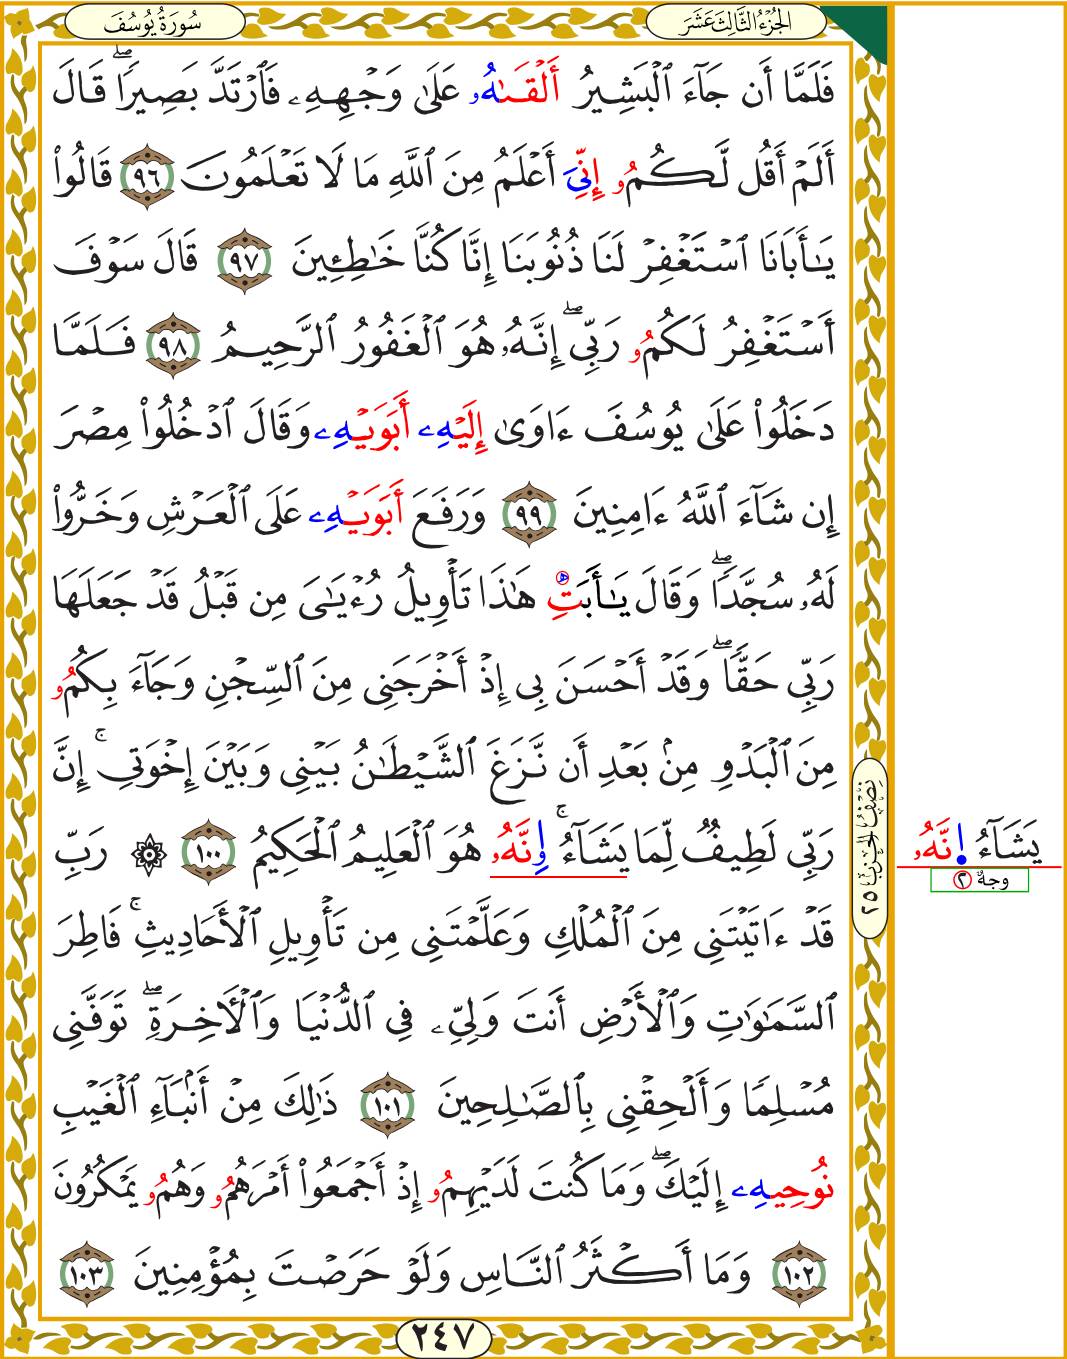 الجُزْءُ الثَّالِثَ عَشَرَ
سُورَةُ يُوسُفَ
فَلَمَّآ أَن جَآءَ ٱلْبَشِيرُ أَلْقَىٰهُۥ عَلَىٰ وَجْهِهِۦ فَٱرْتَدَّ بَصِيرًاۖ قَالَ
أَلَمْ أَقُل لَّكُمُۥ إِنِّىَ أَعْلَمُ مِنَ ٱللَّهِ مَا لَا تَعْلَمُونَ ٩٦ قَالُوا۟
يَـٰٓأَبَانَا ٱسْتَغْفِرْ لَنَا ذُنُوبَنَآ إِنَّا كُنَّا خَـٰطِـِٔينَ ٩٧ قَالَ سَوْفَ
أَسْتَغْفِرُ لَكُمُۥ رَبِّىۖ إِنَّهُۥ هُوَ ٱلْغَفُورُ ٱلرَّحِيمُ ٩٨ فَلَمَّا
دَخَلُوا۟ عَلَىٰ يُوسُفَ ءَاوَىٰٓ إِلَيْهِۦ أَبَوَيْهِۦ وَقَالَ ٱدْخُلُوا۟ مِصْرَ
إِن شَآءَ ٱللَّهُ ءَامِنِينَ ٩٩ وَرَفَعَ أَبَوَيْهِۦ عَلَى ٱلْعَرْشِ وَخَرُّوا۟
لَهُۥ سُجَّدًاۖ وَقَالَ يَـٰٓأَبَتِ هَـٰذَا تَأْوِيلُ رُءْيَـٰىَ مِن قَبْلُ قَدْ جَعَلَهَا
رَبِّى حَقًّاۖ وَقَدْ أَحْسَنَ بِىٓ إِذْ أَخْرَجَنِى مِنَ ٱلسِّجْنِ وَجَآءَ بِكُمُۥ
مِنَ ٱلْبَدْوِ مِنۢ بَعْدِ أَن نَّزَغَ ٱلشَّيْطَـٰنُ بَيْنِى وَبَيْنَ إِخْوَتِىٓۚ إِنَّ
رَبِّى لَطِيفٌ لِّمَا يَشَآءُۚ وِنَّهُۥ هُوَ ٱلْعَلِيمُ ٱلْحَكِيمُ ١٠٠ ۞ رَبِّ
قَدْ ءَاتَيْتَنِى مِنَ ٱلْمُلْكِ وَعَلَّمْتَنِى مِن تَأْوِيلِ ٱلْأَحَادِيثِۚ فَاطِرَ
ٱلسَّمَـٰوَٰتِ وَٱلْأَرْضِ أَنتَ وَلِىِّۦ فِى ٱلدُّنْيَا وَٱلْـَٔاخِرَةِۖ تَوَفَّنِى
مُسْلِمًا وَأَلْحِقْنِى بِٱلصَّـٰلِحِينَ ١٠١ ذَٰلِكَ مِنْ أَنۢبَآءِ ٱلْغَيْبِ
نُوحِيهِۦ إِلَيْكَۖ وَمَا كُنتَ لَدَيْهِمُۥ إِذْ أَجْمَعُوٓا۟ أَمْرَهُمُۥ وَهُمُۥ يَمْكُرُونَ
١٠٢ وَمَآ أَكْثَرُ ٱلنَّاسِ وَلَوْ حَرَصْتَ بِمُؤْمِنِينَ ١٠٣
نِصْفُ الحِزْبِ ٢٥
يَشَآءُ اِنَّهُۥ
وجهٌ ٢
٢٤٧